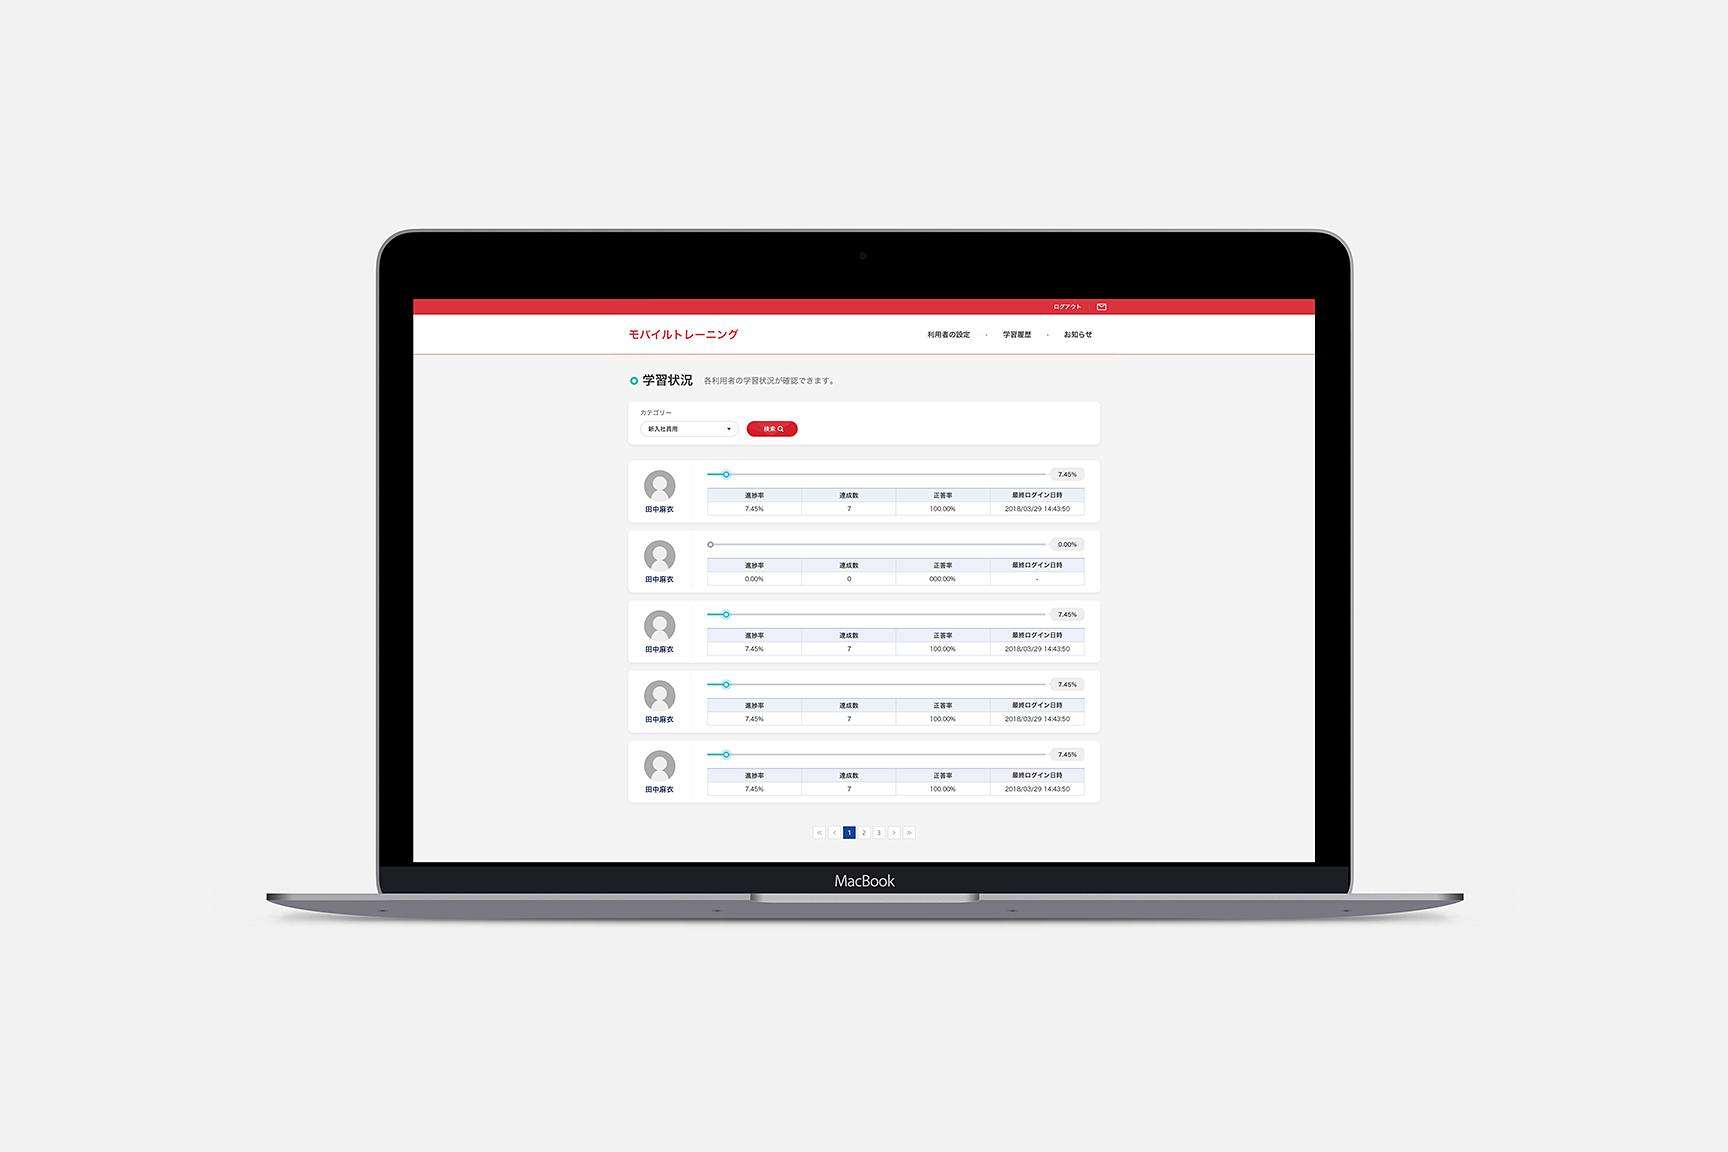 ログアウト
モバイルトレーニング
利用者の設定 ・ 学習履歴 ・ お知らせ
学習状況 各利用者の学習状況が確認できます。
カテゴリー
新入社員用 検索
7.45%
進捗率 達成数 正答率 最終ログイン日時
田中麻衣 7.45% 7 100.00% 2018/03/29 14:43:50
0.00%
進捗率 達成数 正答率 最終ログイン日時
田中麻衣 0.00% 0 000.00% -
7.45%
進捗率 達成数 正答率 最終ログイン日時
田中麻衣 7.45% 7 100.00% 2018/03/29 14:43:50
7.45%
進捗率 達成数 正答率 最終ログイン日時
田中麻衣 7.45% 7 100.00% 2018/03/29 14:43:50
7.45%
進捗率 達成数 正答率 最終ログイン日時
田中麻衣 7.45% 7 100.00% 2018/03/29 14:43:50
« ‹ 1 2 3 › »
MacBook